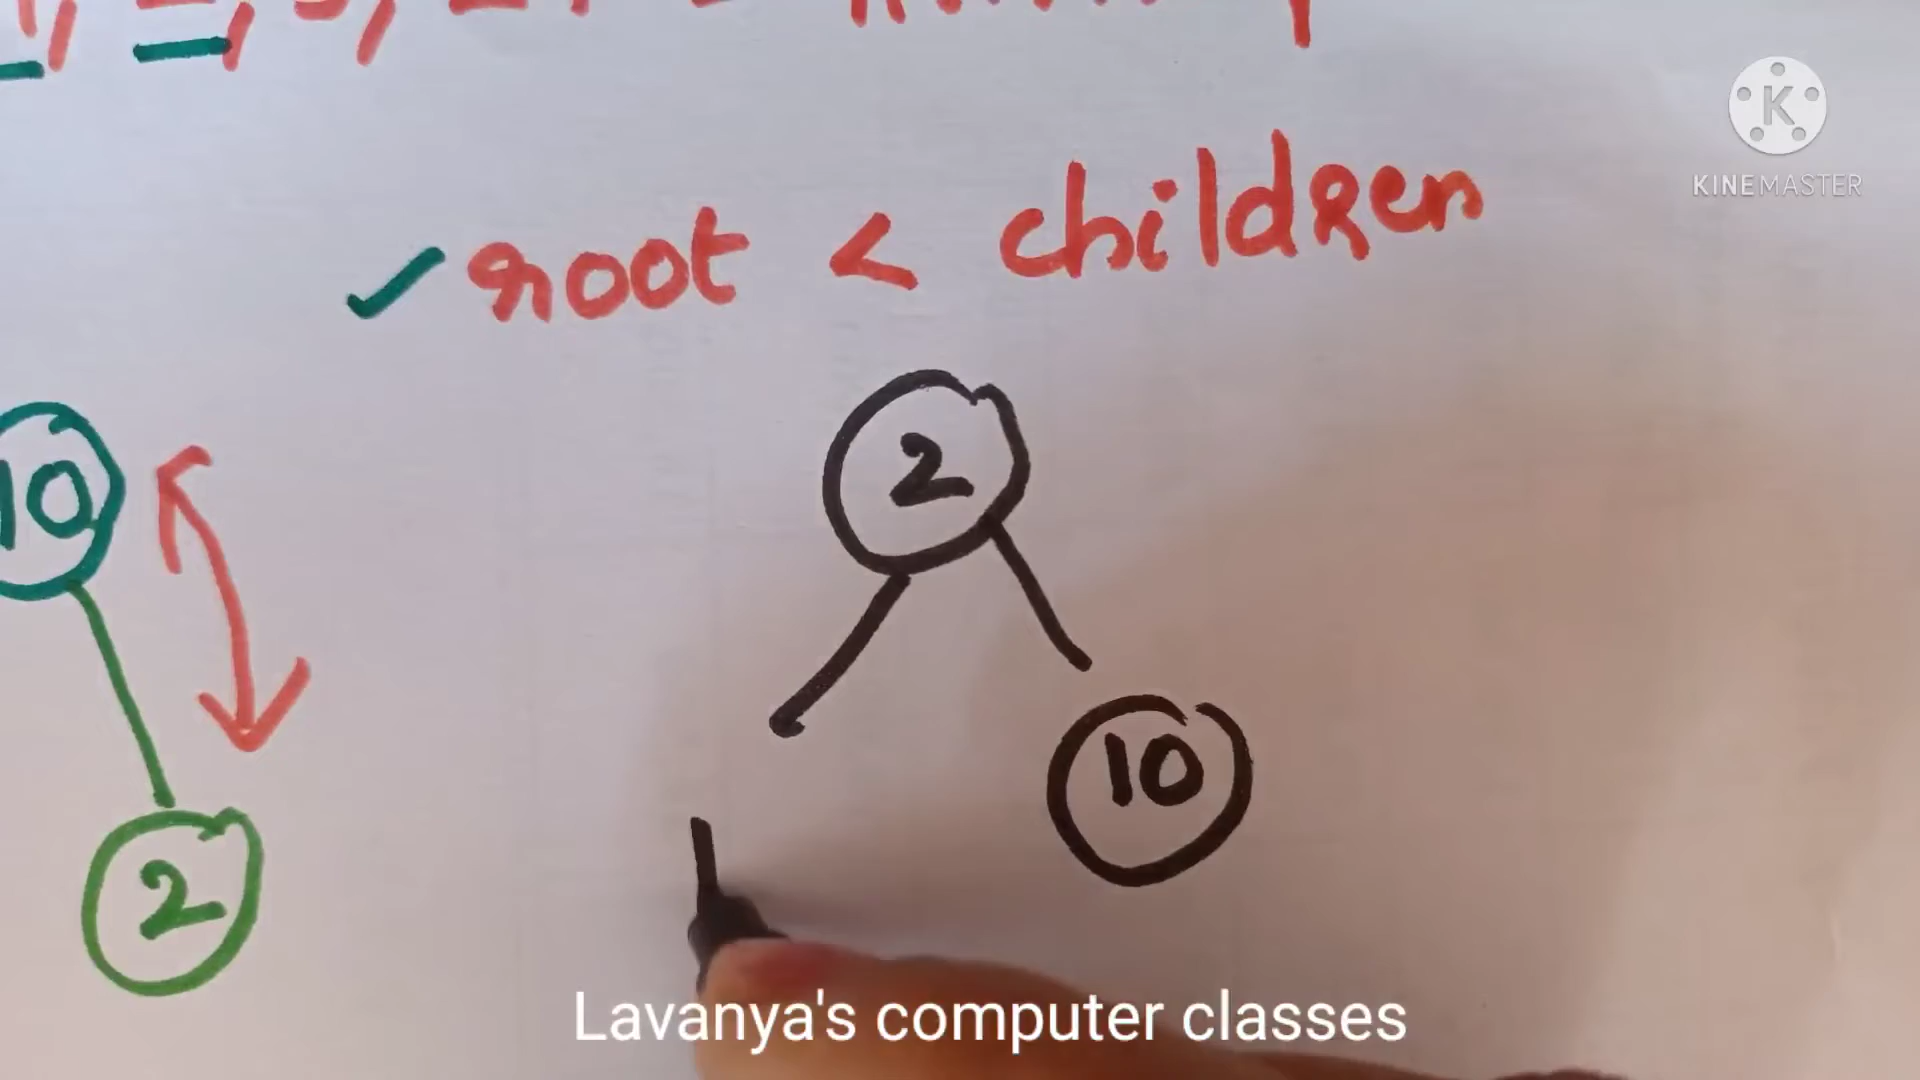 root < children
10
2
2
10
K
KINEMASTER
Lavanya's computer classes